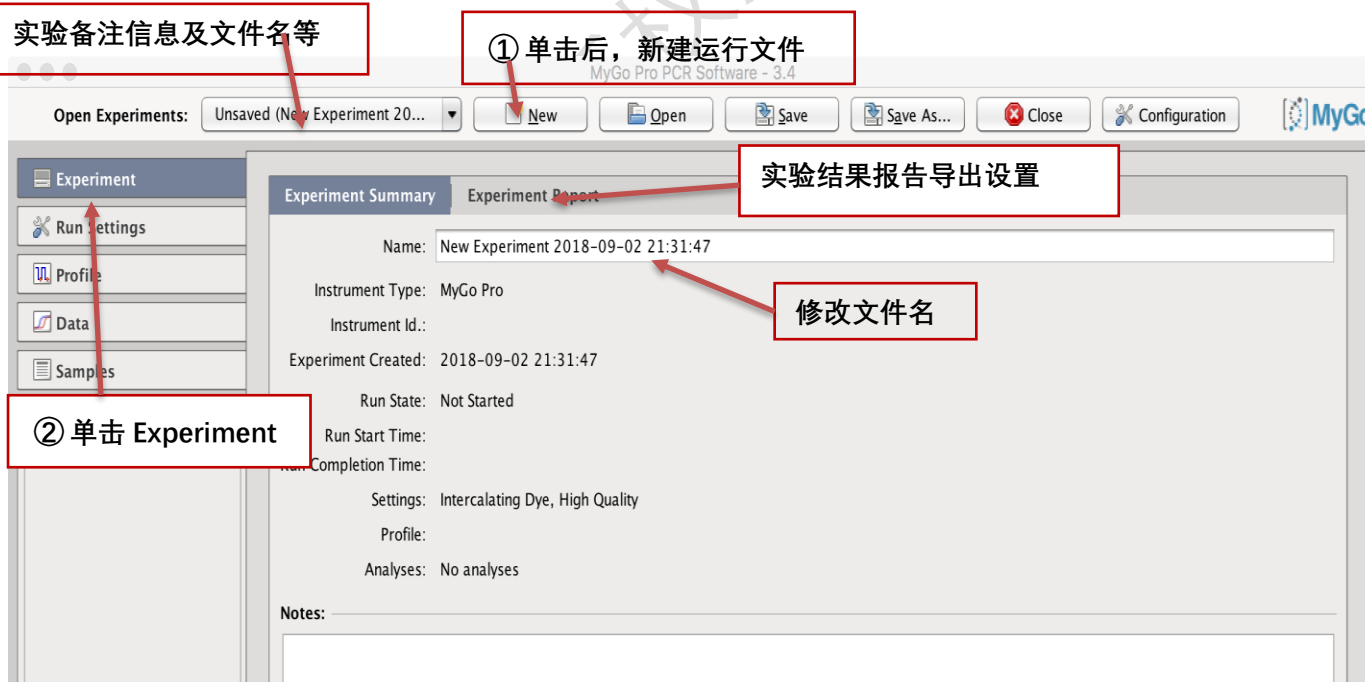 实验备注信息及文件名等
① 单击后，新建运行文件
MyGo Pro PCR Software - 3.4
Open Experiments: Unsaved (New Experiment 20... New Open Save Save As... Close Configuration MyGo
Experiment
实验结果报告导出设置
Experiment Summary Experiment Report
Run Settings
Name: New Experiment 2018-09-02 21:31:47
Profile
Instrument Type: MyGo Pro
修改文件名
Data
Instrument Id.:
Experiment Created: 2018-09-02 21:31:47
Samples
Run State: Not Started
② 单击 Experiment
Run Start Time:
Run Completion Time:
Settings: Intercalating Dye, High Quality
Profile:
Analyses: No analyses
Notes: